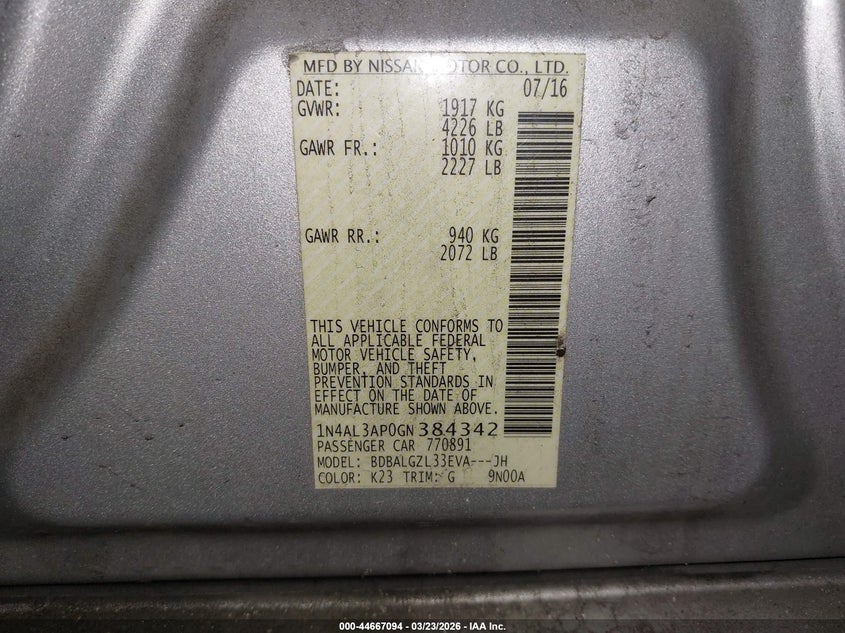 MFD BY NISSAN MOTOR CO., LTD.
DATE: 07/16
GVWR: 1917 KG
4226 LB
GAWR FR.: 1010 KG
2227 LB
GAWR RR.: 940 KG
2072 LB
THIS VEHICLE CONFORMS TO
ALL APPLICABLE FEDERAL
MOTOR VEHICLE SAFETY,
BUMPER, AND THEFT
PREVENTION STANDARDS IN
EFFECT ON THE DATE OF
MANUFACTURE SHOWN ABOVE.
1N4AL3AP0GN384342
PASSENGER CAR 770891
MODEL: BDBALGZL33EVA---JH
COLOR: K23 TRIM: G 9N00A
000-44667094 - 03/23/2026 - IAA Inc.